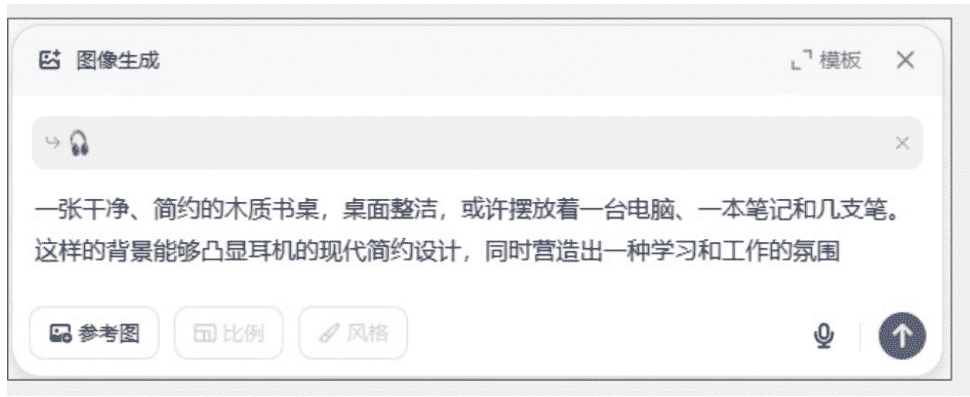 图像生成
模板
一张干净、简约的木质书桌，桌面整洁，或许摆放着一台电脑、一本笔记和几支笔。
这样的背景能够凸显耳机的现代简约设计，同时营造出一种学习和工作的氛围
参考图
比例
风格